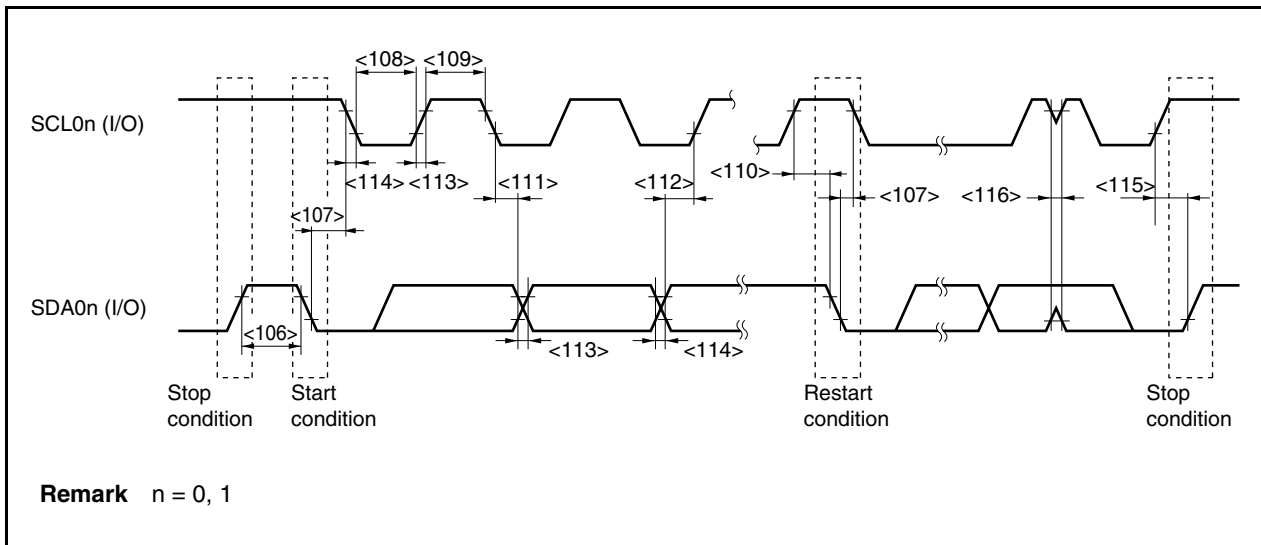 <108> <109>
SCL0n (I/O)
<114> <113> <111> <112> <110> <107> <116> <115>
<107>
SDA0n (I/O)
<106>
<113> <114>
Stop condition
Start condition
Restart condition
Stop condition
Remark n = 0, 1